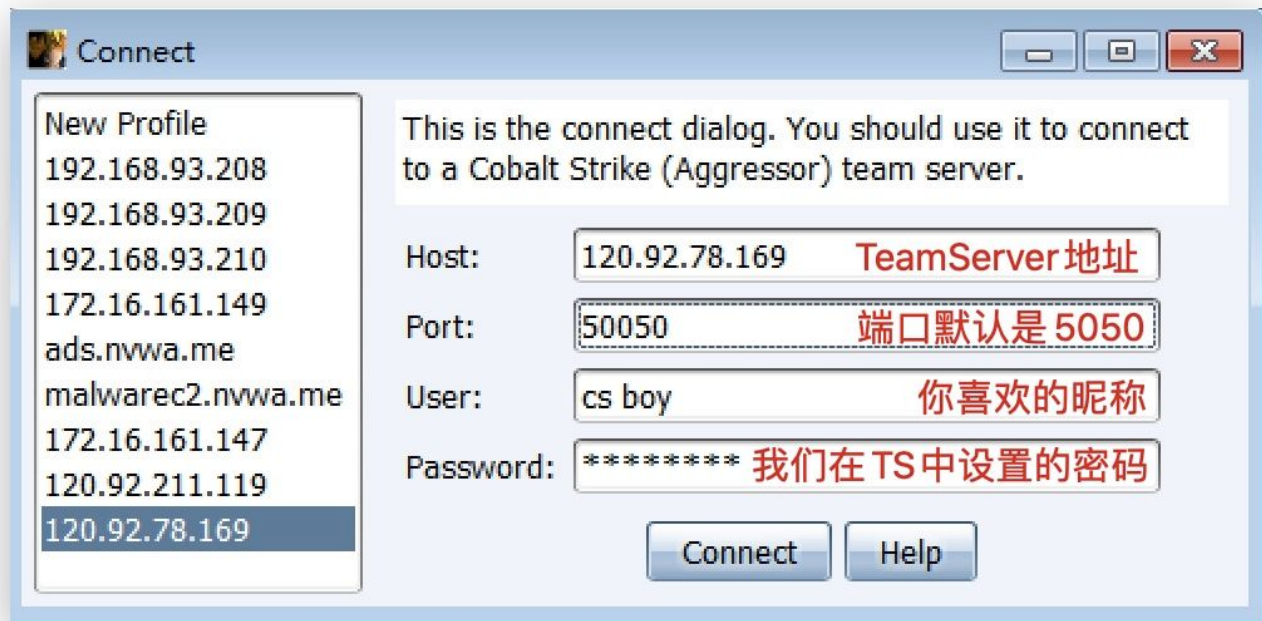 Connect
New Profile
192.168.93.208
192.168.93.209
192.168.93.210
172.16.161.149
ads.nvwa.me
malwarec2.nvwa.me
172.16.161.147
120.92.211.119
120.92.78.169
This is the connect dialog. You should use it to connect
to a Cobalt Strike (Aggressor) team server.
Host: 120.92.78.169 TeamServer地址
Port: 50050 端口默认是5050
User: cs boy 你喜欢的昵称
Password: ******** 我们在TS中设置的密码
Connect Help